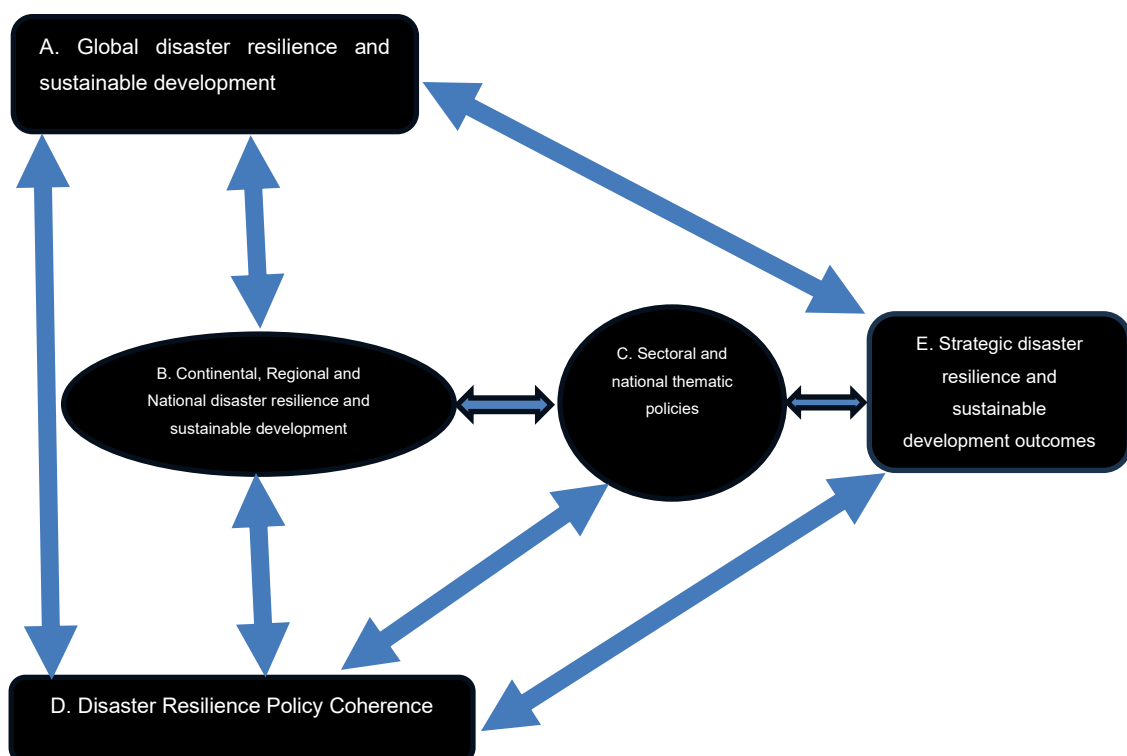 A. Global disaster resilience and
sustainable development
B. Continental, Regional and
National disaster resilience and
sustainable development
C. Sectoral and
national thematic
policies
E. Strategic disaster
resilience and
sustainable
development outcomes
D. Disaster Resilience Policy Coherence